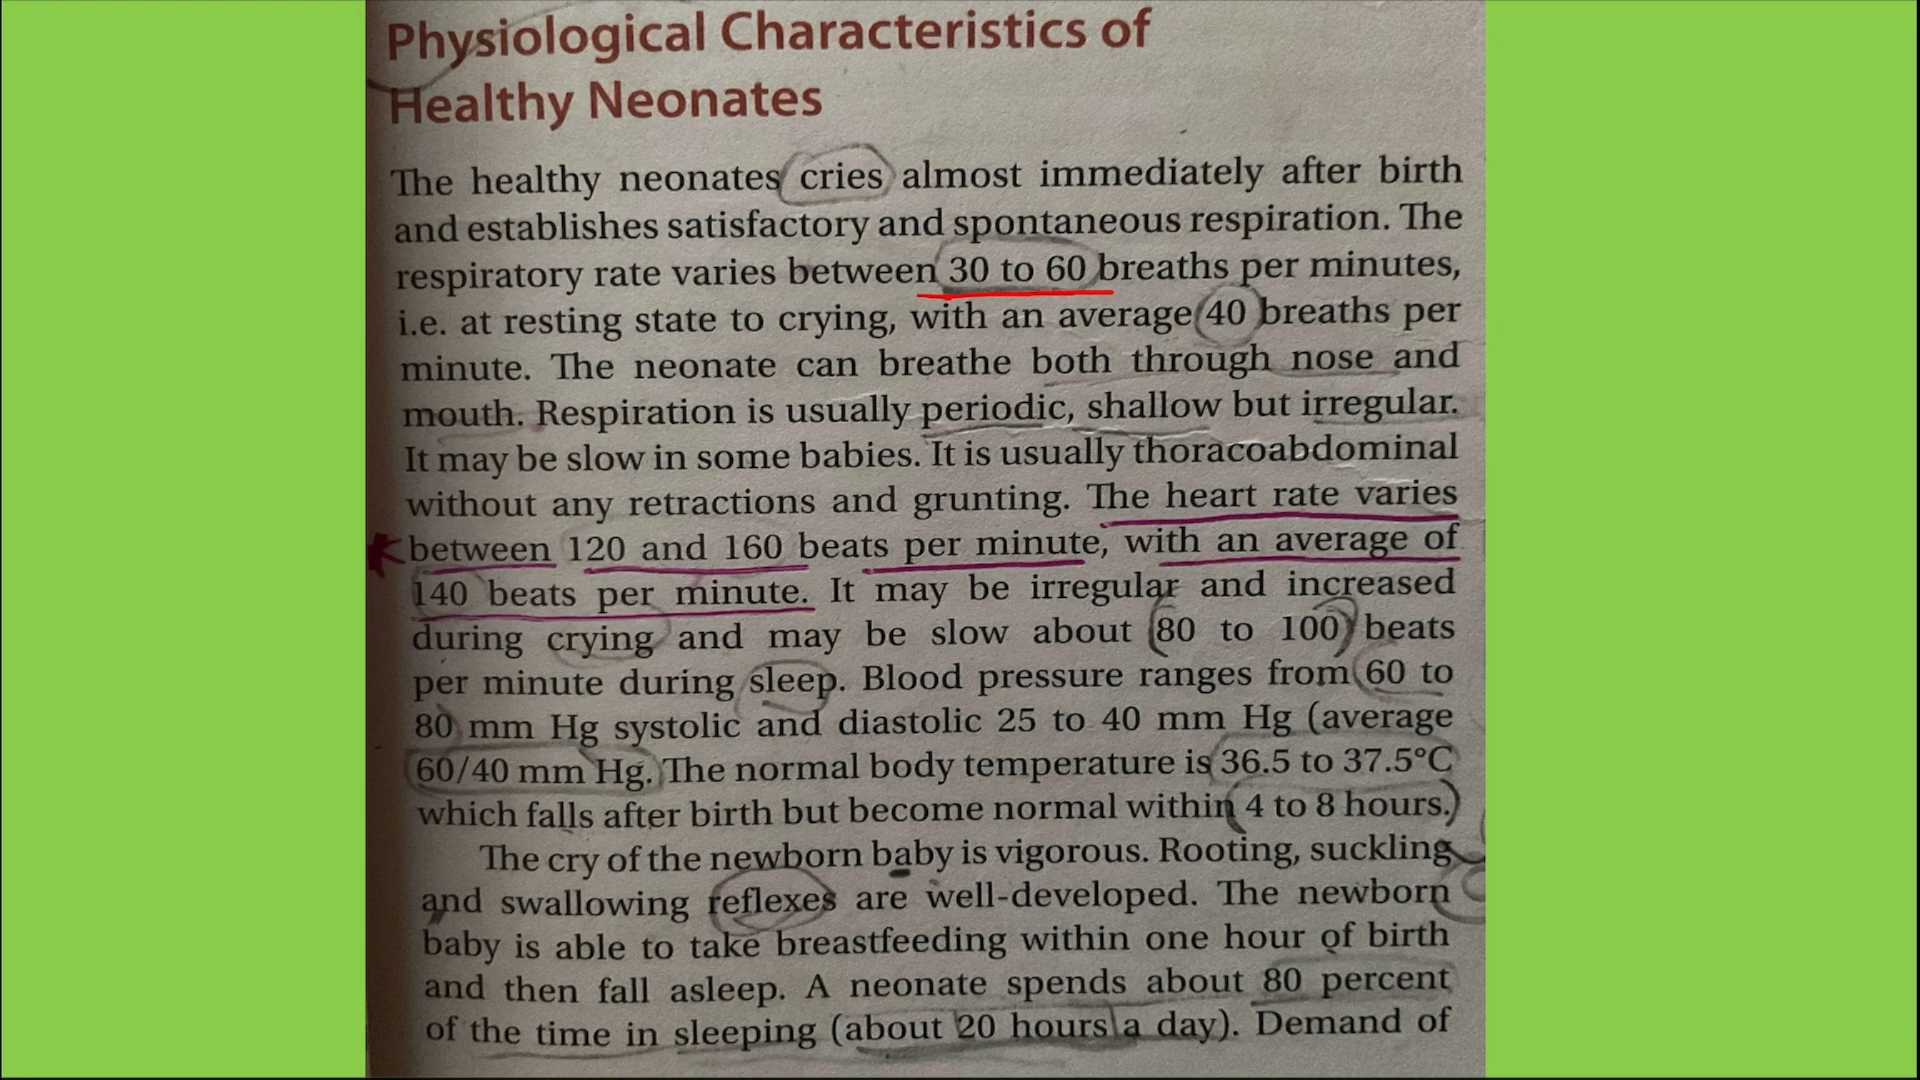 Physiological Characteristics of
Healthy Neonates
The healthy neonates cries almost immediately after birth
and establishes satisfactory and spontaneous respiration. The
respiratory rate varies between 30 to 60 breaths per minutes,
i.e. at resting state to crying, with an average 40 breaths per
minute. The neonate can breathe both through nose and
mouth. Respiration is usually periodic, shallow but irregular.
It may be slow in some babies. It is usually thoracoabdominal
without any retractions and grunting. The heart rate varies
between 120 and 160 beats per minute, with an average of
140 beats per minute. It may be irregular and increased
during crying and may be slow about 80 to 100 beats
per minute during sleep. Blood pressure ranges from 60 to
80 mm Hg systolic and diastolic 25 to 40 mm Hg (average
60/40 mm Hg. The normal body temperature is 36.5 to 37.5°C
which falls after birth but become normal within 4 to 8 hours.
The cry of the newborn baby is vigorous. Rooting, suckling
and swallowing reflexes are well-developed. The newborn
baby is able to take breastfeeding within one hour of birth
and then fall asleep. A neonate spends about 80 percent
of the time in sleeping (about 20 hours a day). Demand of